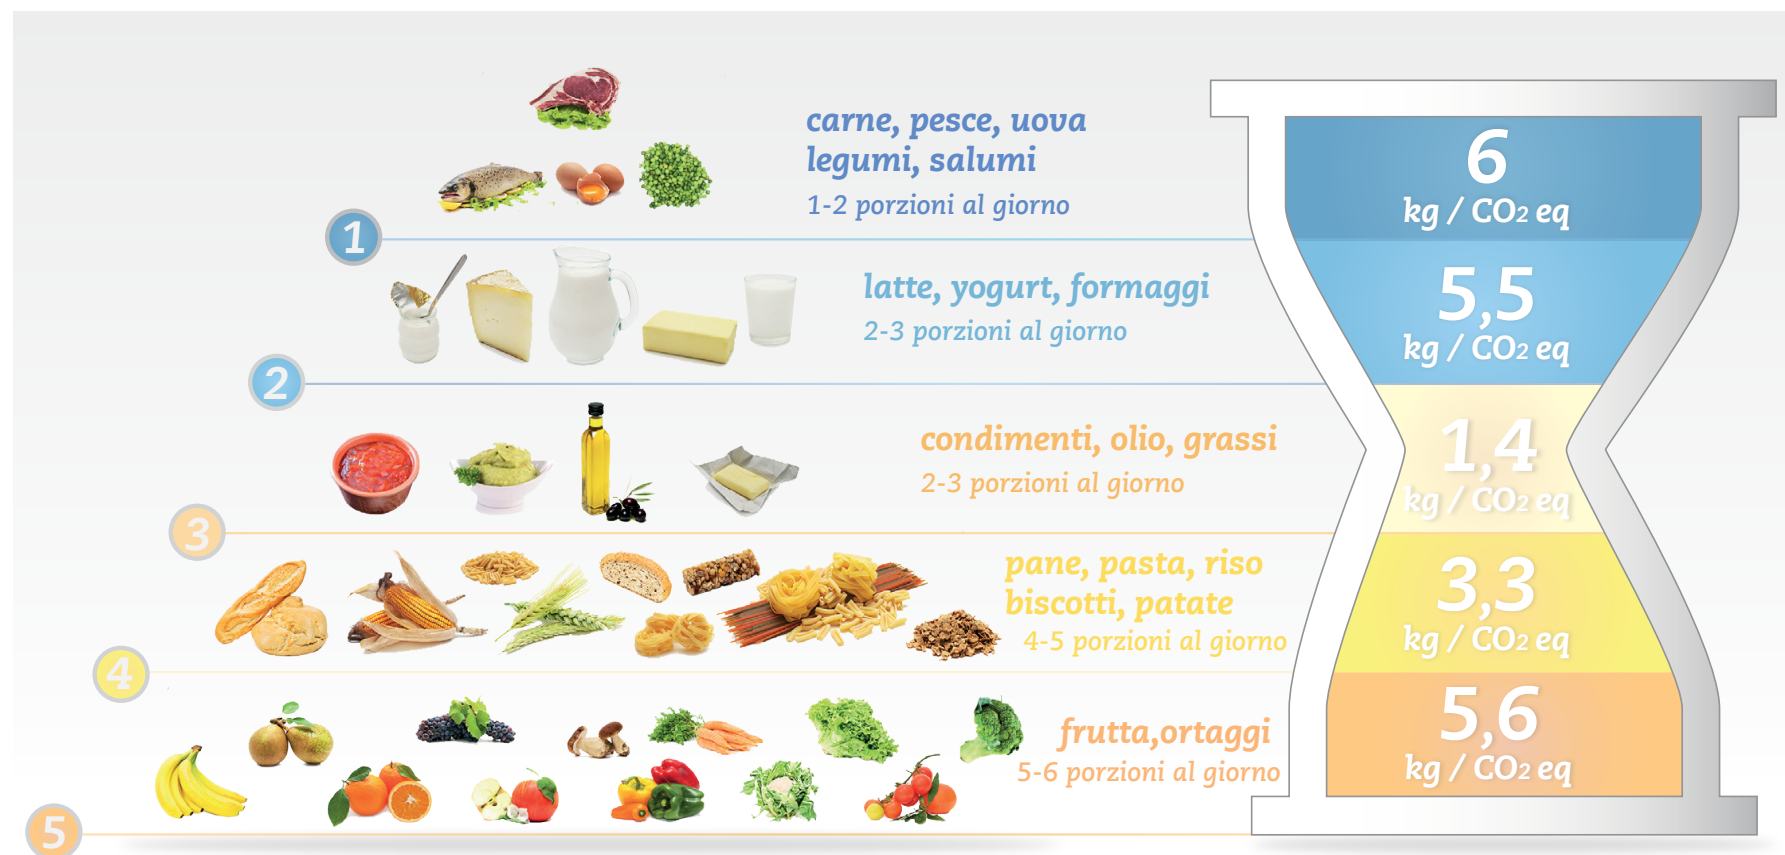 carne, pesce, uova
legumi, salumi
1-2 porzioni al giorno
6
kg / CO2 eq
1
latte, yogurt, formaggi
2-3 porzioni al giorno
5,5
kg / CO2 eq
2
condimenti, olio, grassi
2-3 porzioni al giorno
1,4
kg / CO2 eq
3
pane, pasta, riso
biscotti, patate
4-5 porzioni al giorno
3,3
kg / CO2 eq
4
frutta,ortaggi
5-6 porzioni al giorno
5,6
kg / CO2 eq
5